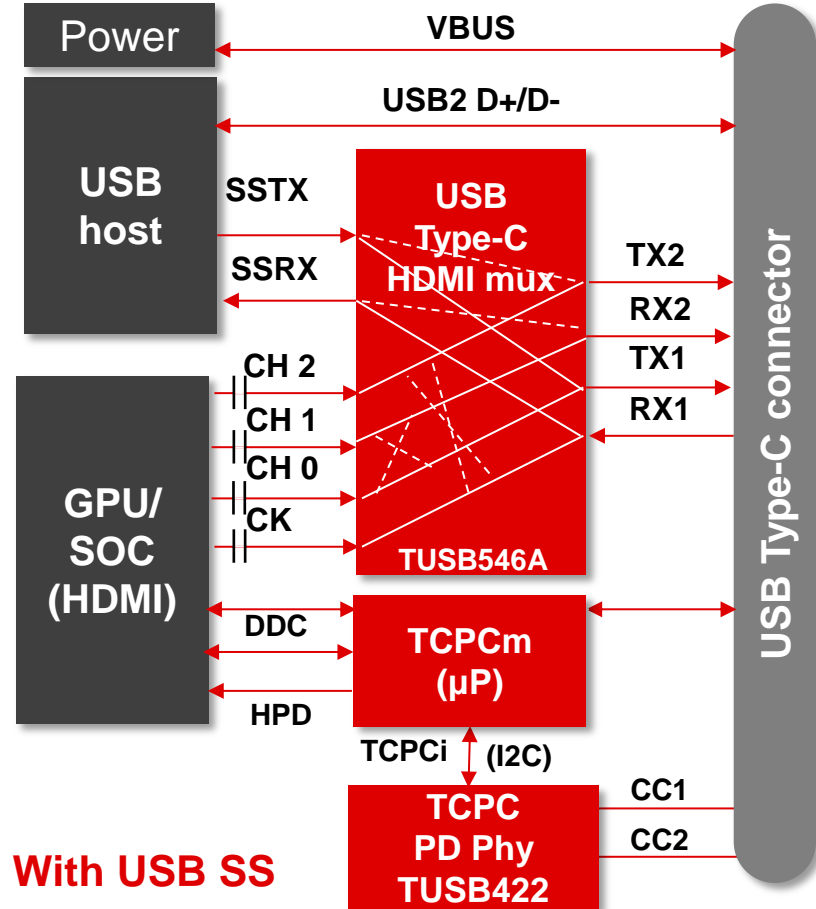 Power
VBUS
USB2 D+/D-
USB
host
SSTX
SSRX
USB
Type-C
HDMI mux
TUSB546A
TX2
RX2
TX1
RX1
USB Type-C connector
GPU/
SOC
(HDMI)
CH 2
CH 1
CH 0
CK
DDC
HPD
TCPCm
(µP)
TCPCi
(I2C)
TCPC
PD Phy
TUSB422
CC1
CC2
With USB SS